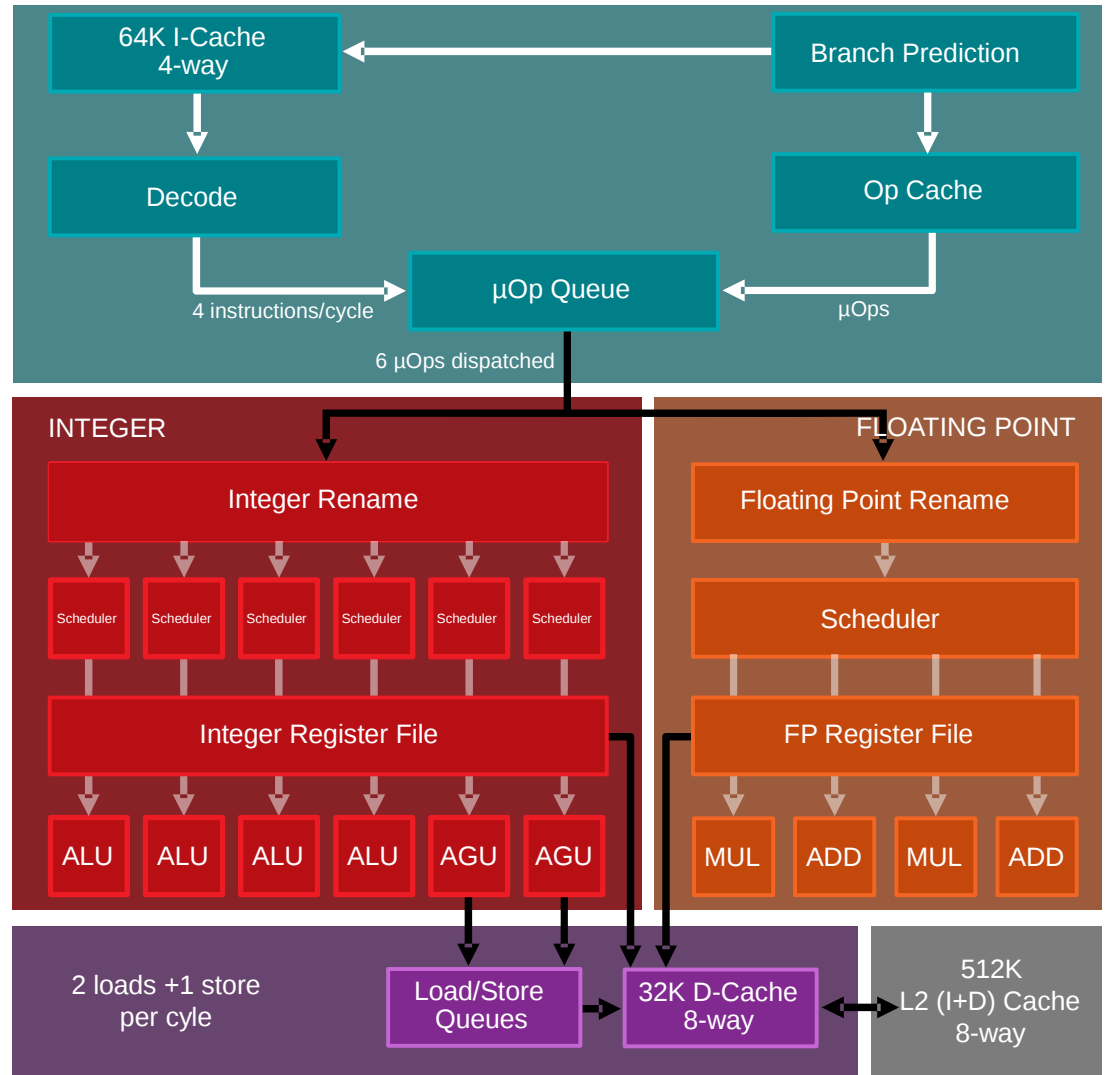 64K I-Cache
4-way
Branch Prediction
Decode
Op Cache
µOp Queue
4 instructions/cycle
µOps
6 µOps dispatched
INTEGER
FLOATING POINT
Integer Rename
Floating Point Rename
Scheduler
Scheduler
Scheduler
Scheduler
Scheduler
Scheduler
Scheduler
Integer Register File
FP Register File
ALU
ALU
ALU
ALU
AGU
AGU
MUL
ADD
MUL
ADD
2 loads +1 store
per cyle
Load/Store
Queues
32K D-Cache
8-way
512K
L2 (I+D) Cache
8-way